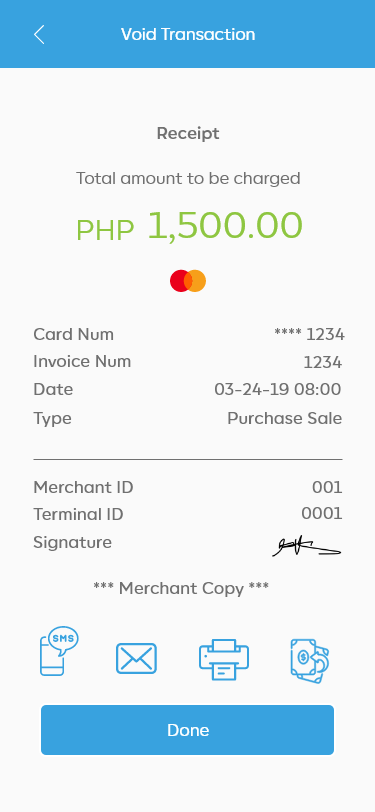 Void Transaction
Receipt
Total amount to be charged
PHP 1,500.00
Card Num **** 1234
Invoice Num 1234
Date 03-24-19 08:00
Type Purchase Sale
Merchant ID 001
Terminal ID 0001
Signature
*** Merchant Copy ***
SMS
Done